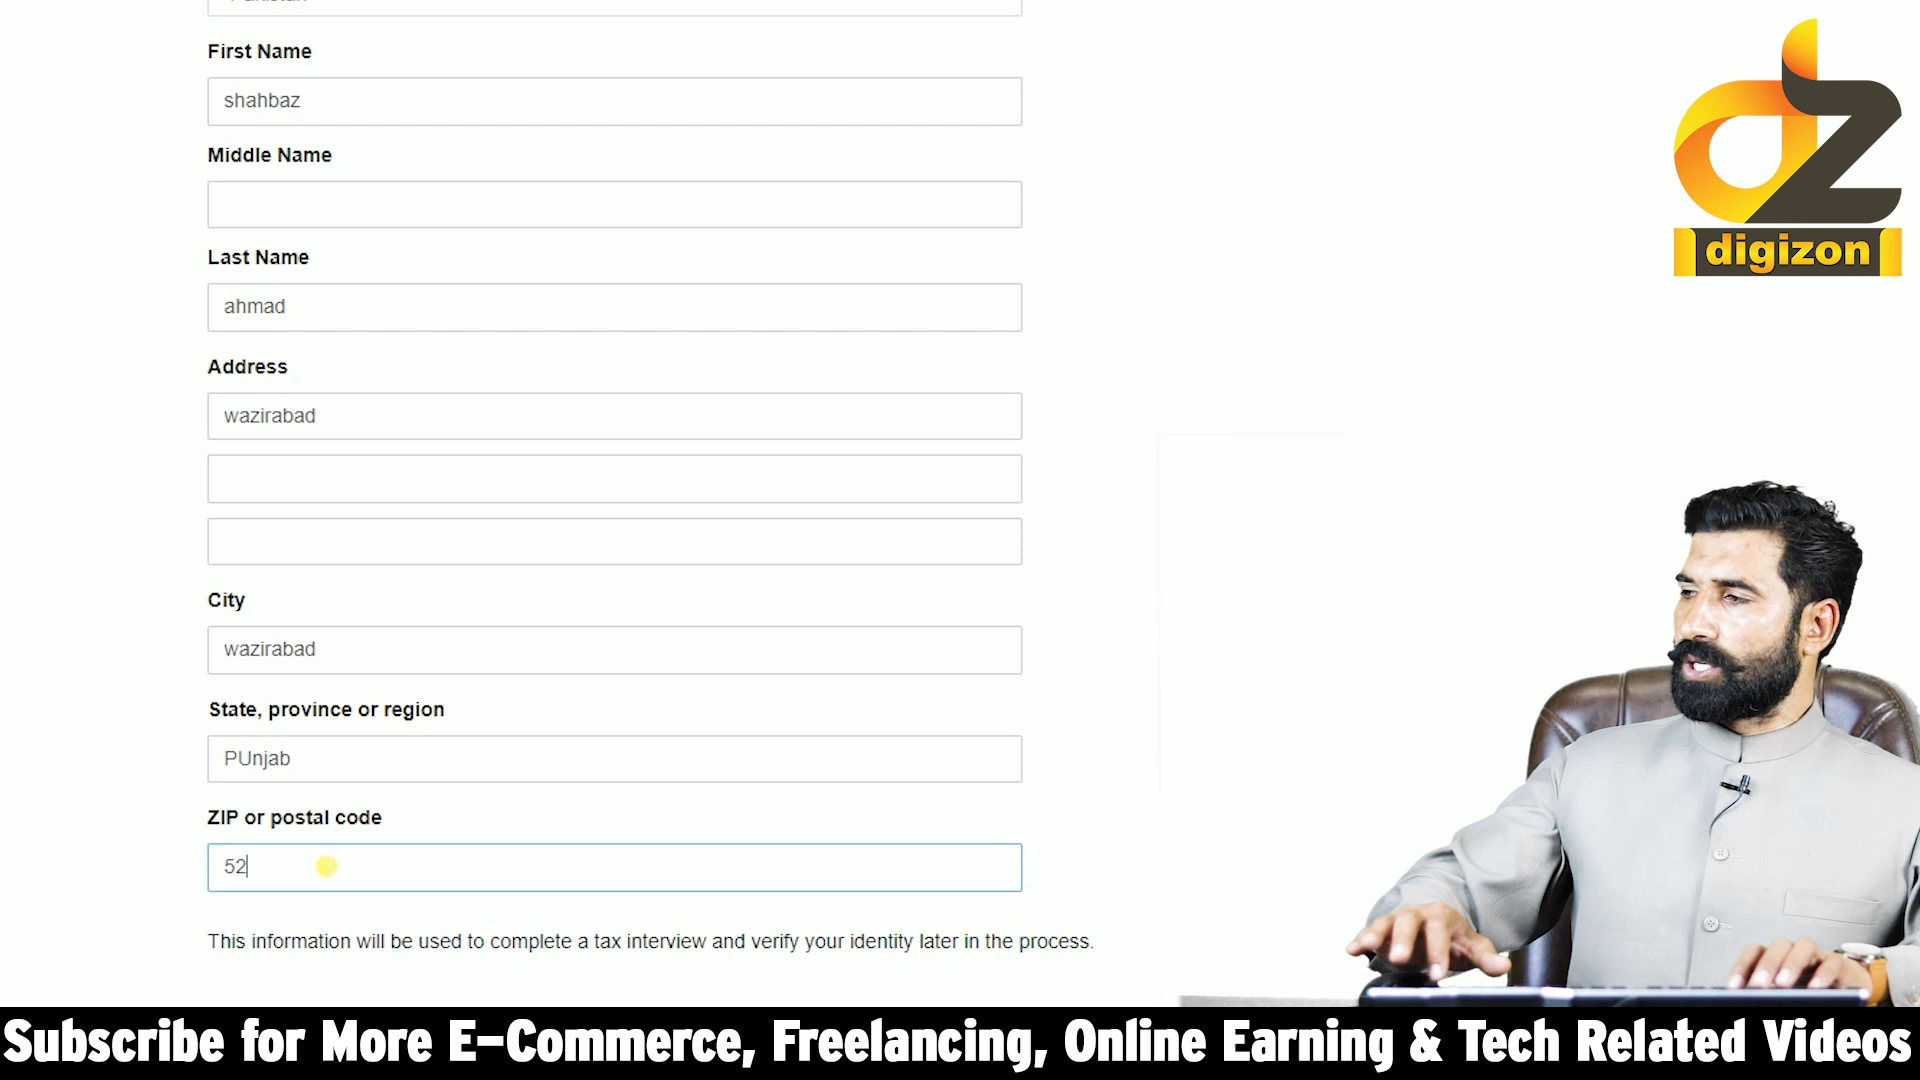 Pakistan
First Name
shahbaz
Middle Name
Last Name
ahmad
Address
wazirabad
City
wazirabad
State, province or region
PUnjab
ZIP or postal code
52
This information will be used to complete a tax interview and verify your identity later in the process.
dz
digizon
Subscribe for More E-Commerce, Freelancing, Online Earning & Tech Related Videos